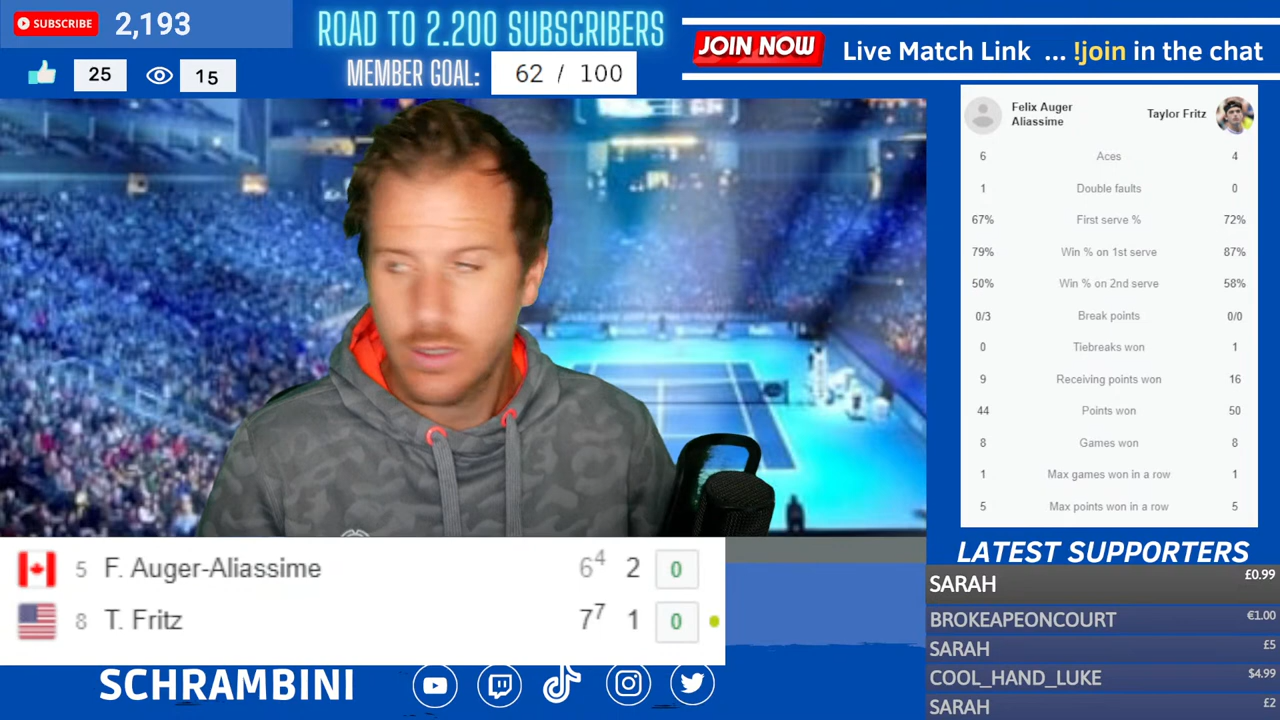 SUBSCRIBE 2,193
25 15
ROAD TO 2.200 SUBSCRIBERS
MEMBER GOAL: 62 / 100
JOIN NOW Live Match Link ... !join in the chat
Felix Auger
Aliassime
Taylor Fritz
6 Aces 4
1 Double faults 0
67% First serve % 72%
79% Win % on 1st serve 87%
50% Win % on 2nd serve 58%
0/3 Break points 0/0
0 Tiebreaks won 1
9 Receiving points won 16
44 Points won 50
8 Games won 8
1 Max games won in a row 1
5 Max points won in a row 5
5 F. Auger-Aliassime 6⁴ 2 0
8 T. Fritz 7⁷ 1 0
LATEST SUPPORTERS
SARAH £0.99
BROKEAPEONCOURT €1.00
SARAH £5
COOL_HAND_LUKE $4.99
SARAH £2
SCHRAMBINI